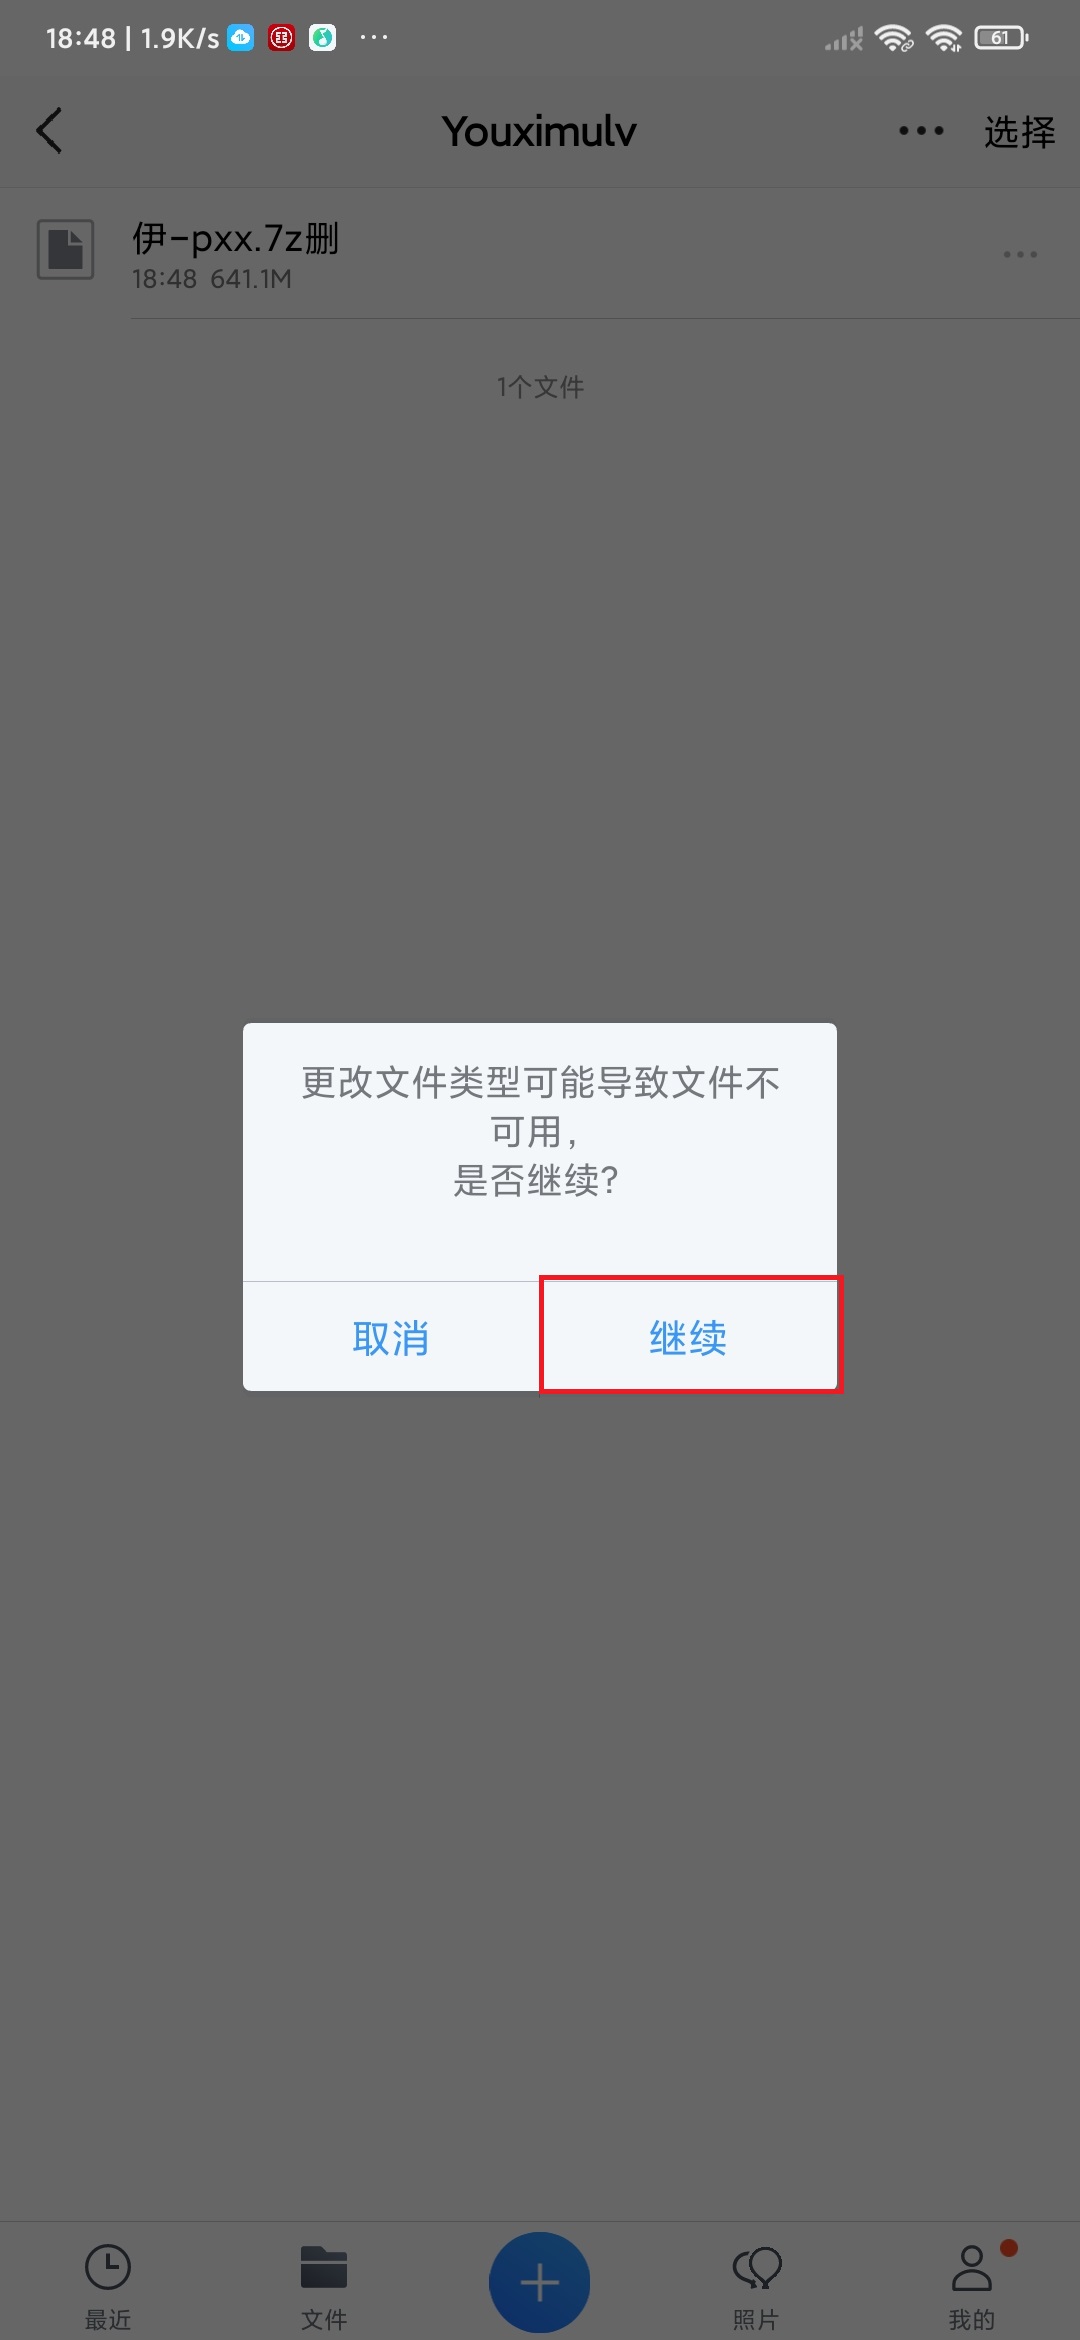 18:48 | 1.9K/s
61
Youximulv
选择
伊-pxx.7z删
18:48 641.1M
1个文件
更改文件类型可能导致文件不
可用，
是否继续?
取消
继续
最近
文件
照片
我的